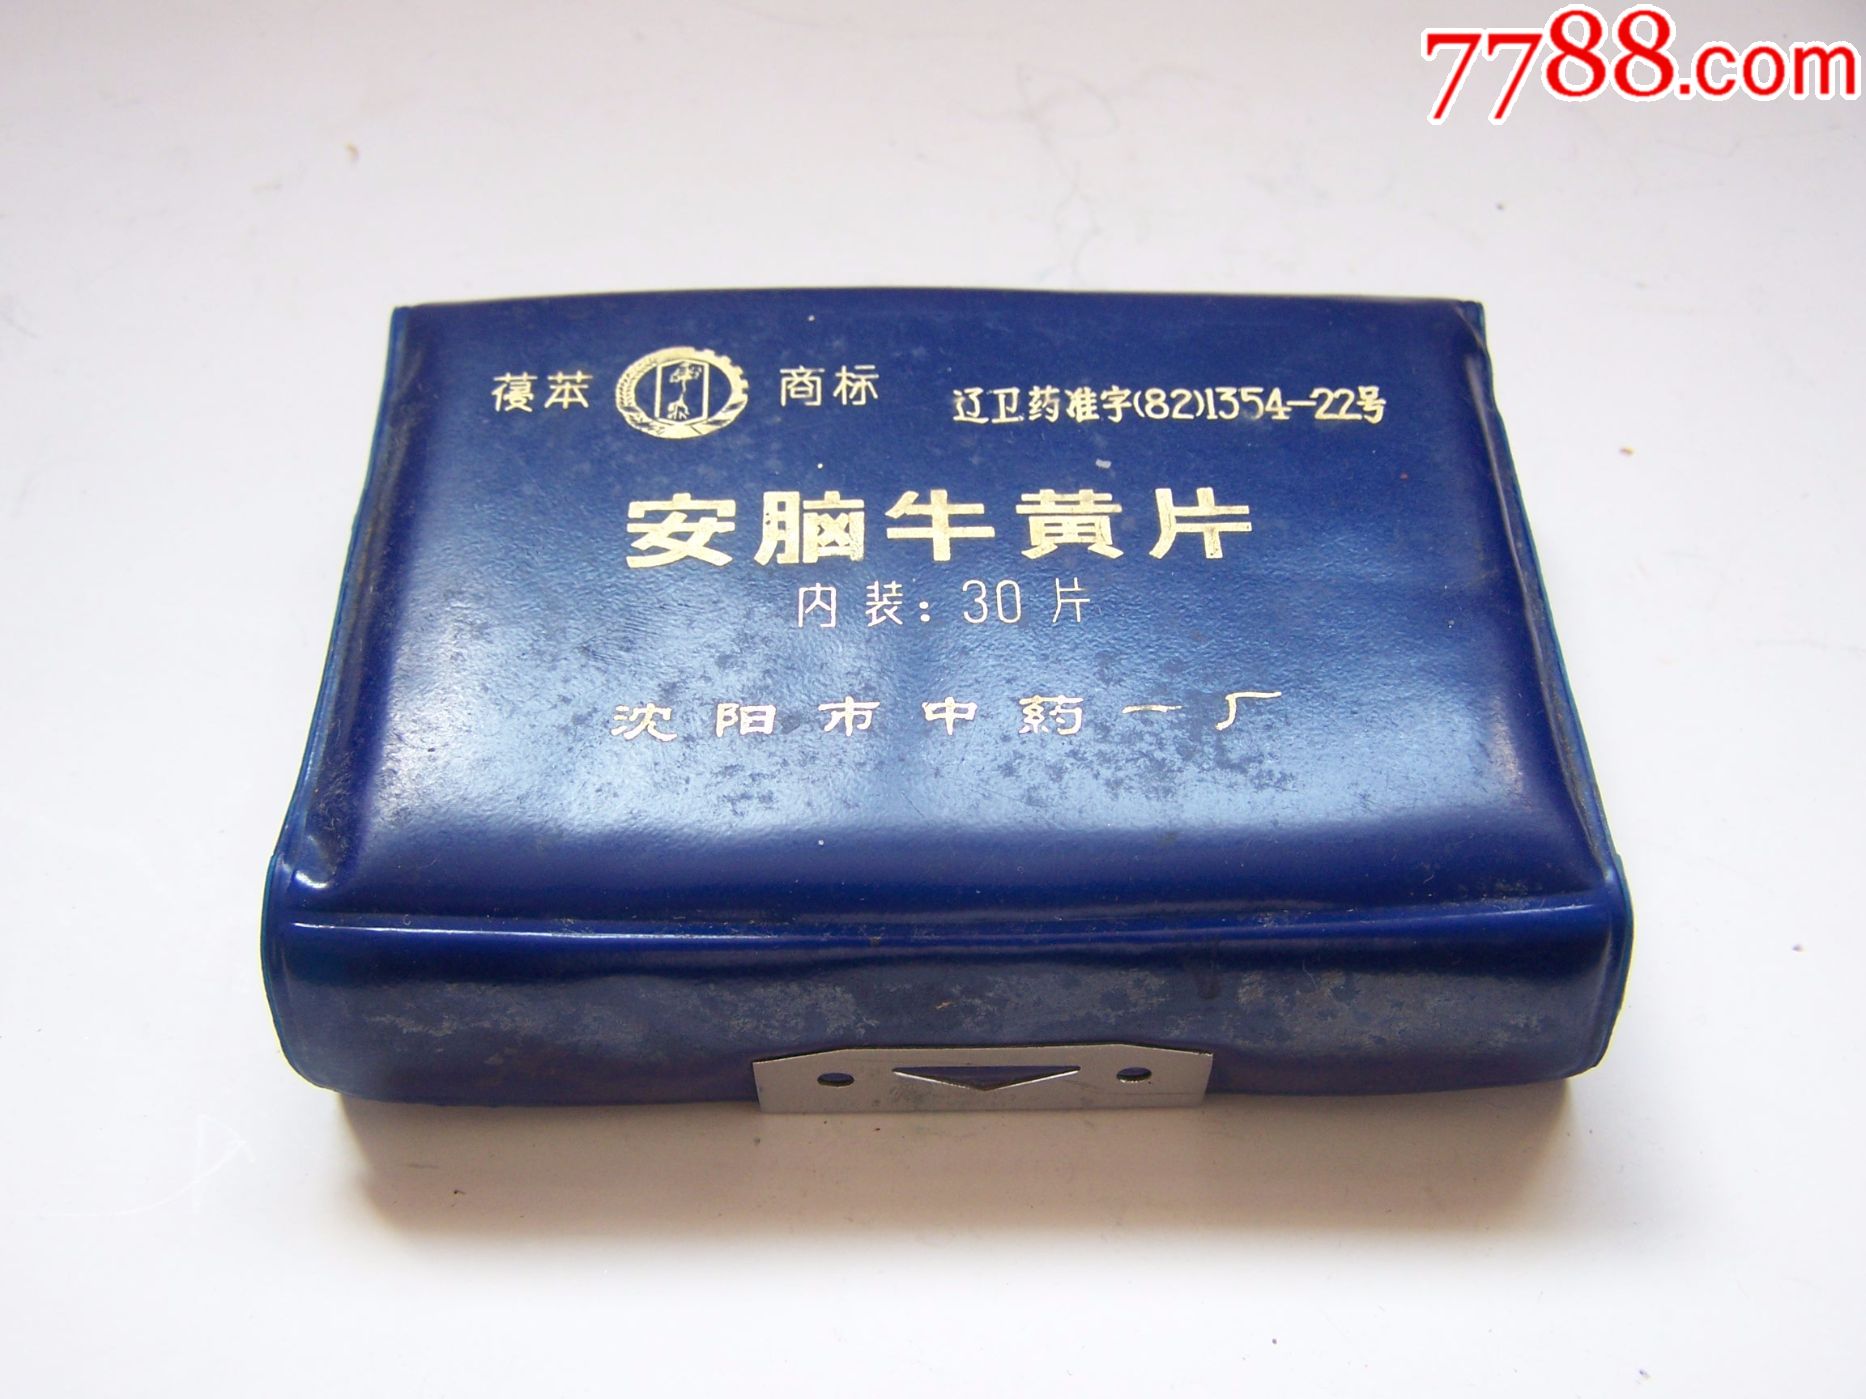 7788.com
葠苯 商标
辽卫药准字(82)1354-22号
安脑牛黄片
内装：30片
沈阳市中药一厂